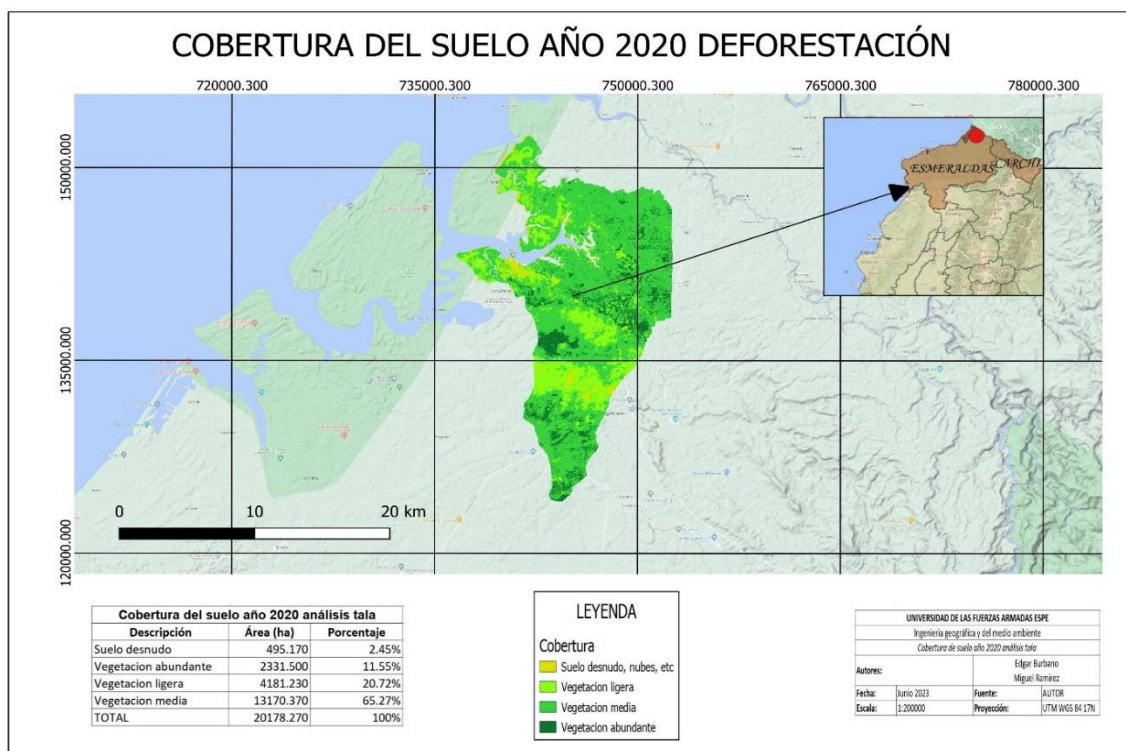 COBERTURA DEL SUELO AÑO 2020 DEFORESTACIÓN
720000.300 735000.300 750000.300 765000.300 780000.300
150000.000
135000.000
120000.000
ESMERALDAS
CARCHI
0 10 20 km
Cobertura del suelo año 2020 análisis tala
Descripción Área (ha) Porcentaje
Suelo desnudo 495.170 2.45%
Vegetacion abundante 2331.500 11.55%
Vegetacion ligera 4181.230 20.72%
Vegetacion media 13170.370 65.27%
TOTAL 20178.270 100%
LEYENDA
Cobertura
Suelo desnudo, nubes, etc
Vegetacion ligera
Vegetacion media
Vegetacion abundante
UNIVERSIDAD DE LAS FUERZAS ARMADAS ESPE
Ingeniería geográfica y del medio ambiente
Cobertura de suelo año 2020 análisis tala
Autores: Edgar Burbano
Miguel Ramirez
Fecha: Junio 2023 Fuente: AUTOR
Escala: 1:200000 Proyección: UTM WGS 84 17N